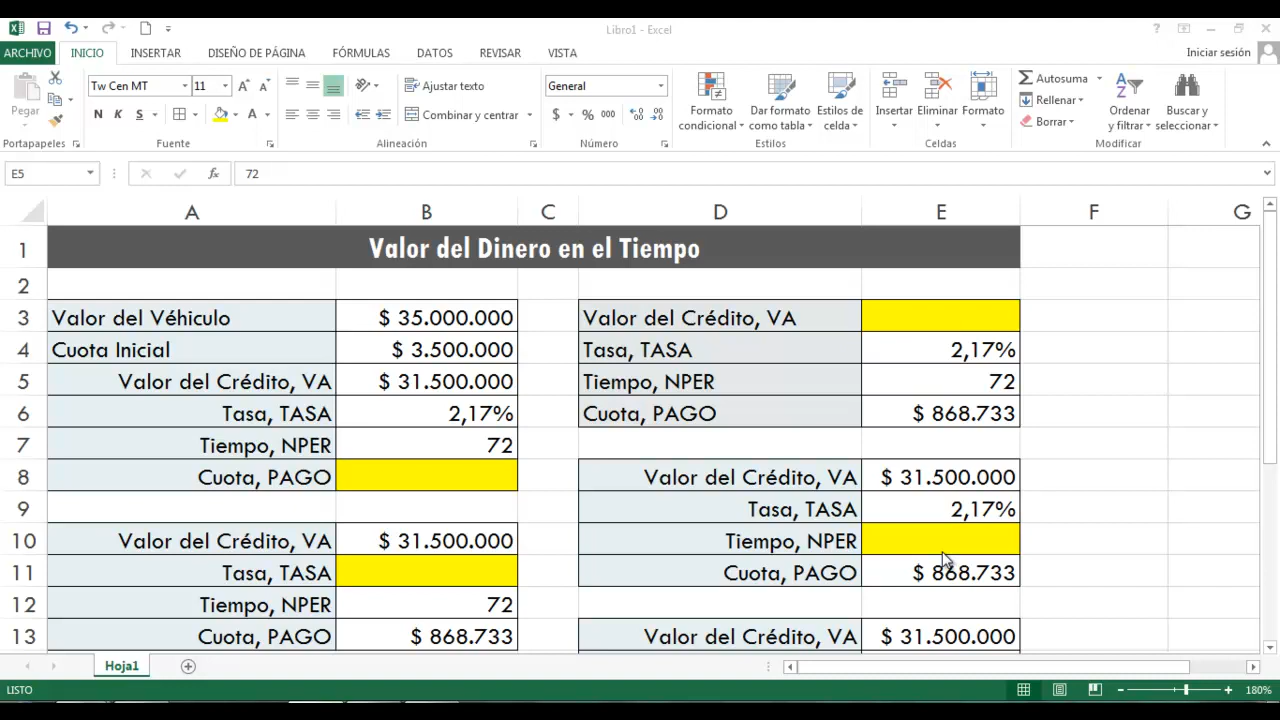 Libro1 - Excel
ARCHIVO INICIO INSERTAR DISEÑO DE PÁGINA FÓRMULAS DATOS REVISAR VISTA Iniciar sesión
Pegar
Portapapeles
Tw Cen MT 11
N K S
Fuente
Ajustar texto
Combinar y centrar
Alineación
General
$ % 000
Número
Formato condicional
Dar formato como tabla
Estilos de celda
Estilos
Insertar Eliminar Formato
Celdas
Autosuma
Rellenar
Borrar
Ordenar y filtrar
Buscar y seleccionar
Modificar
E5 fx 72
A B C D E F G
1 Valor del Dinero en el Tiempo
2
3 Valor del Véhiculo $ 35.000.000 Valor del Crédito, VA
4 Cuota Inicial $ 3.500.000 Tasa, TASA 2,17%
5 Valor del Crédito, VA $ 31.500.000 Tiempo, NPER 72
6 Tasa, TASA 2,17% Cuota, PAGO $ 868.733
7 Tiempo, NPER 72
8 Cuota, PAGO Valor del Crédito, VA $ 31.500.000
9 Tasa, TASA 2,17%
10 Valor del Crédito, VA $ 31.500.000 Tiempo, NPER
11 Tasa, TASA Cuota, PAGO $ 868.733
12 Tiempo, NPER 72
13 Cuota, PAGO $ 868.733 Valor del Crédito, VA $ 31.500.000
Hoja1
LISTO 180%